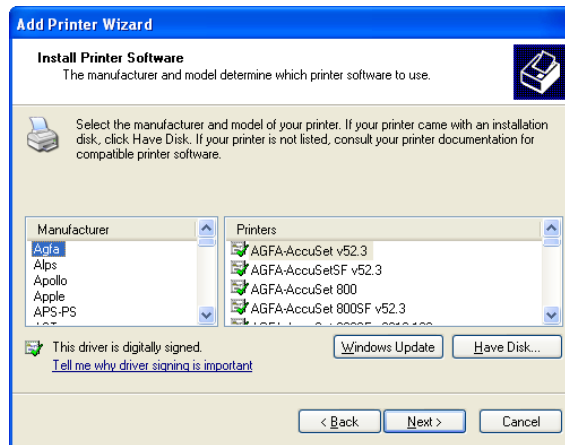 Add Printer Wizard
Install Printer Software
The manufacturer and model determine which printer software to use.
Select the manufacturer and model of your printer. If your printer came with an installation
disk, click Have Disk. If your printer is not listed, consult your printer documentation for
compatible printer software.
Manufacturer
Agfa
Alps
Apollo
Apple
APS-PS
Printers
AGFA-AccuSet v52.3
AGFA-AccuSetSF v52.3
AGFA-AccuSet 800
AGFA-AccuSet 800SF v52.3
This driver is digitally signed.
Tell me why driver signing is important
Windows Update
Have Disk...
< Back
Next >
Cancel